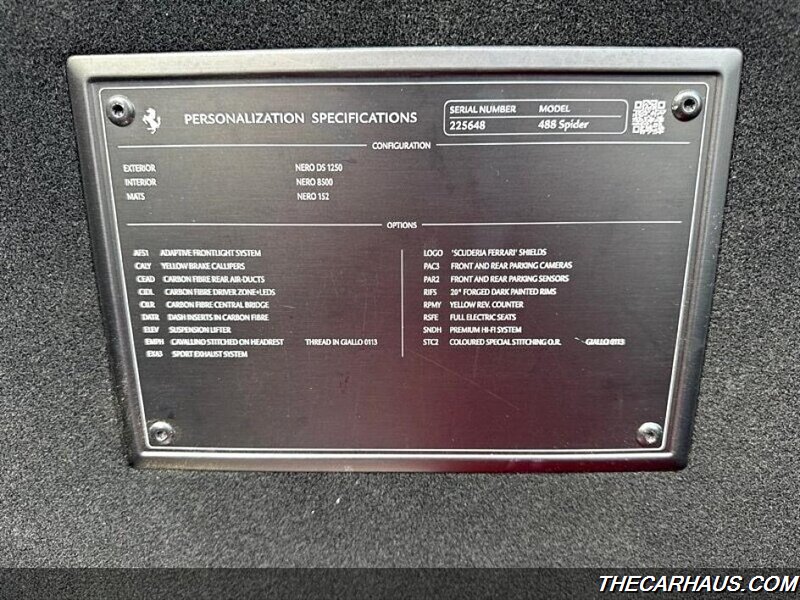 PERSONALIZATION SPECIFICATIONS
SERIAL NUMBER MODEL
225648 488 Spider
CONFIGURATION
EXTERIOR NERO DS 1250
INTERIOR NERO 8500
MATS NERO 152
OPTIONS
AFS1 ADAPTIVE FRONTLIGHT SYSTEM
CALY YELLOW BRAKE CALLIPERS
CEAD CARBON FIBRE REAR AIR-DUCTS
CIDL CARBON FIBRE DRIVER ZONE+LEDS
CILR CARBON FIBRE CENTRAL BRIDGE
DATR DASH INSERTS IN CARBON FIBRE
ELEV SUSPENSION LIFTER
EMPH CAVALLINO STITCHED ON HEADREST THREAD IN GIALLO 0113
EXA3 SPORT EXHAUST SYSTEM
LOGO 'SCUDERIA FERRARI' SHIELDS
PAC3 FRONT AND REAR PARKING CAMERAS
PAR2 FRONT AND REAR PARKING SENSORS
RIFS 20" FORGED DARK PAINTED RIMS
RPMY YELLOW REV. COUNTER
RSFE FULL ELECTRIC SEATS
SNDH PREMIUM HI-FI SYSTEM
STC2 COLOURED SPECIAL STITCHING O.R. GIALLO 0113
THECARHAUS.COM